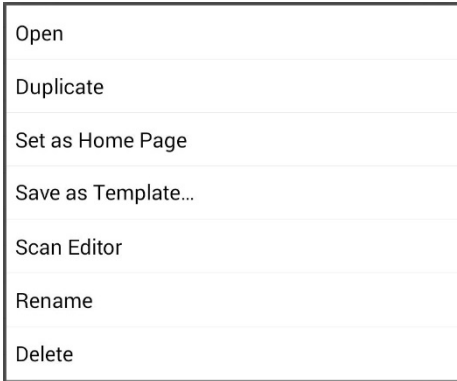 Open
Duplicate
Set as Home Page
Save as Template...
Scan Editor
Rename
Delete